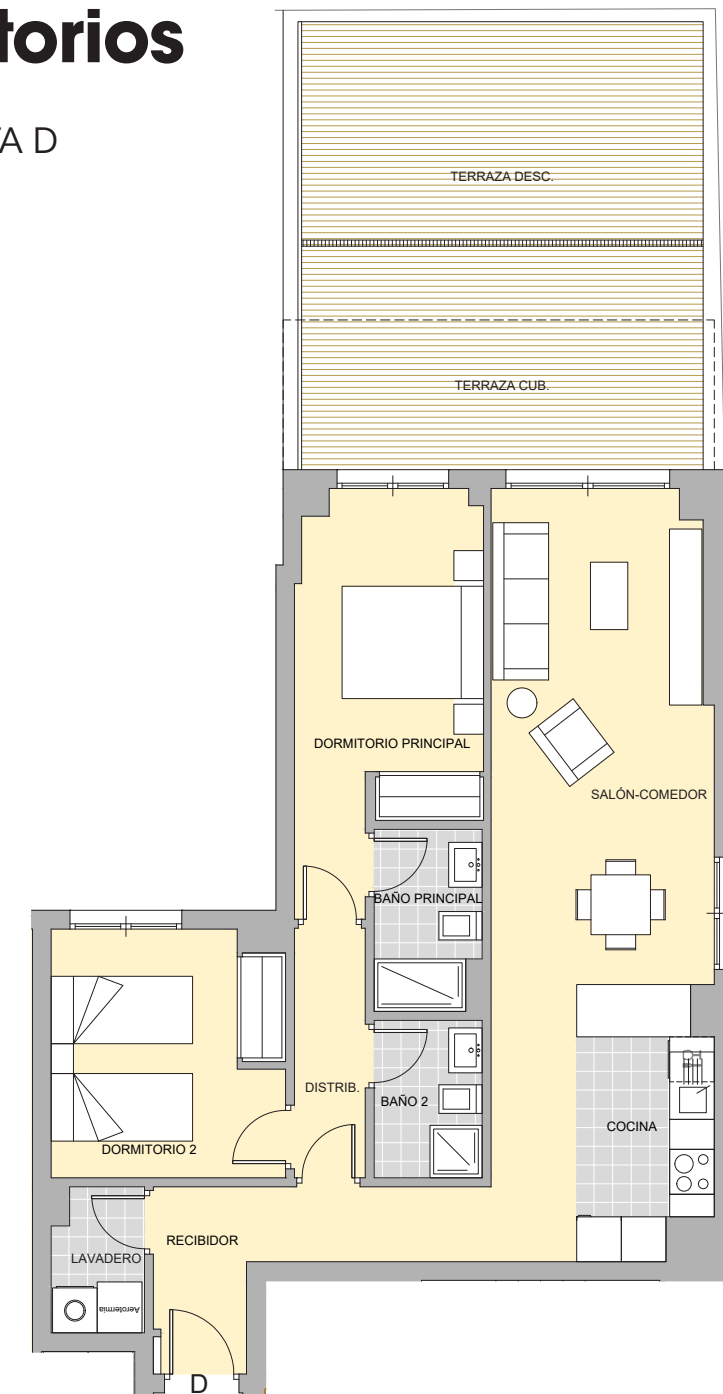 torios
TA D
TERRAZA DESC.
TERRAZA CUB.
DORMITORIO PRINCIPAL
SALÓN-COMEDOR
BAÑO PRINCIPAL
DISTRIB.
BAÑO 2
COCINA
DORMITORIO 2
RECIBIDOR
LAVADERO
Aerotermia
D